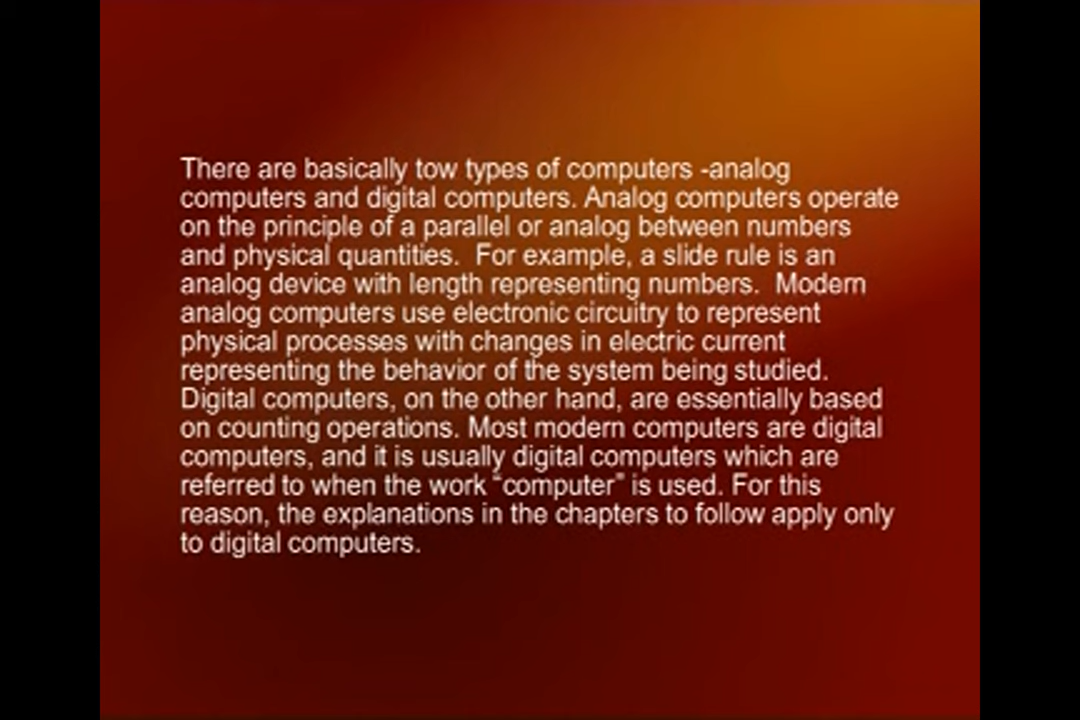 There are basically tow types of computers -analog
computers and digital computers. Analog computers operate
on the principle of a parallel or analog between numbers
and physical quantities.  For example, a slide rule is an
analog device with length representing numbers.  Modern
analog computers use electronic circuitry to represent
physical processes with changes in electric current
representing the behavior of the system being studied.
Digital computers, on the other hand, are essentially based
on counting operations. Most modern computers are digital
computers, and it is usually digital computers which are
referred to when the work “computer” is used. For this
reason, the explanations in the chapters to follow apply only
to digital computers.